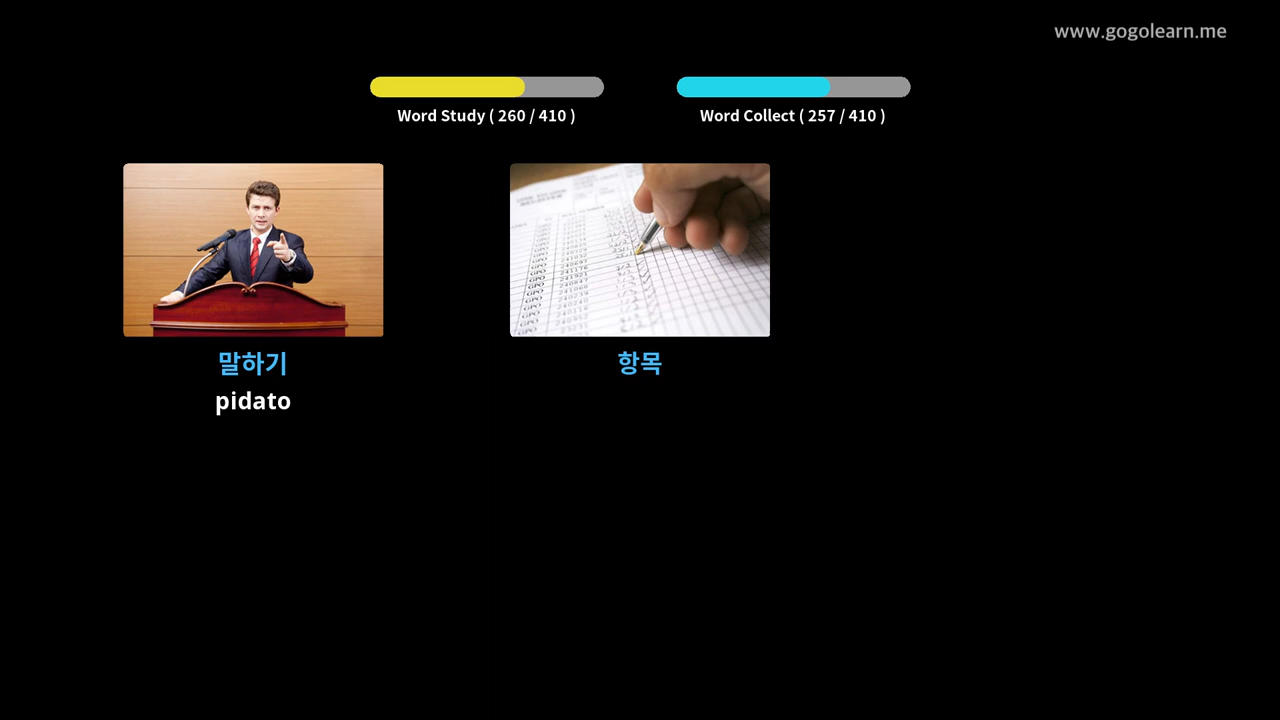 www.gogolearn.me
Word Study ( 260 / 410 )
Word Collect ( 257 / 410 )
말하기
pidato
항목